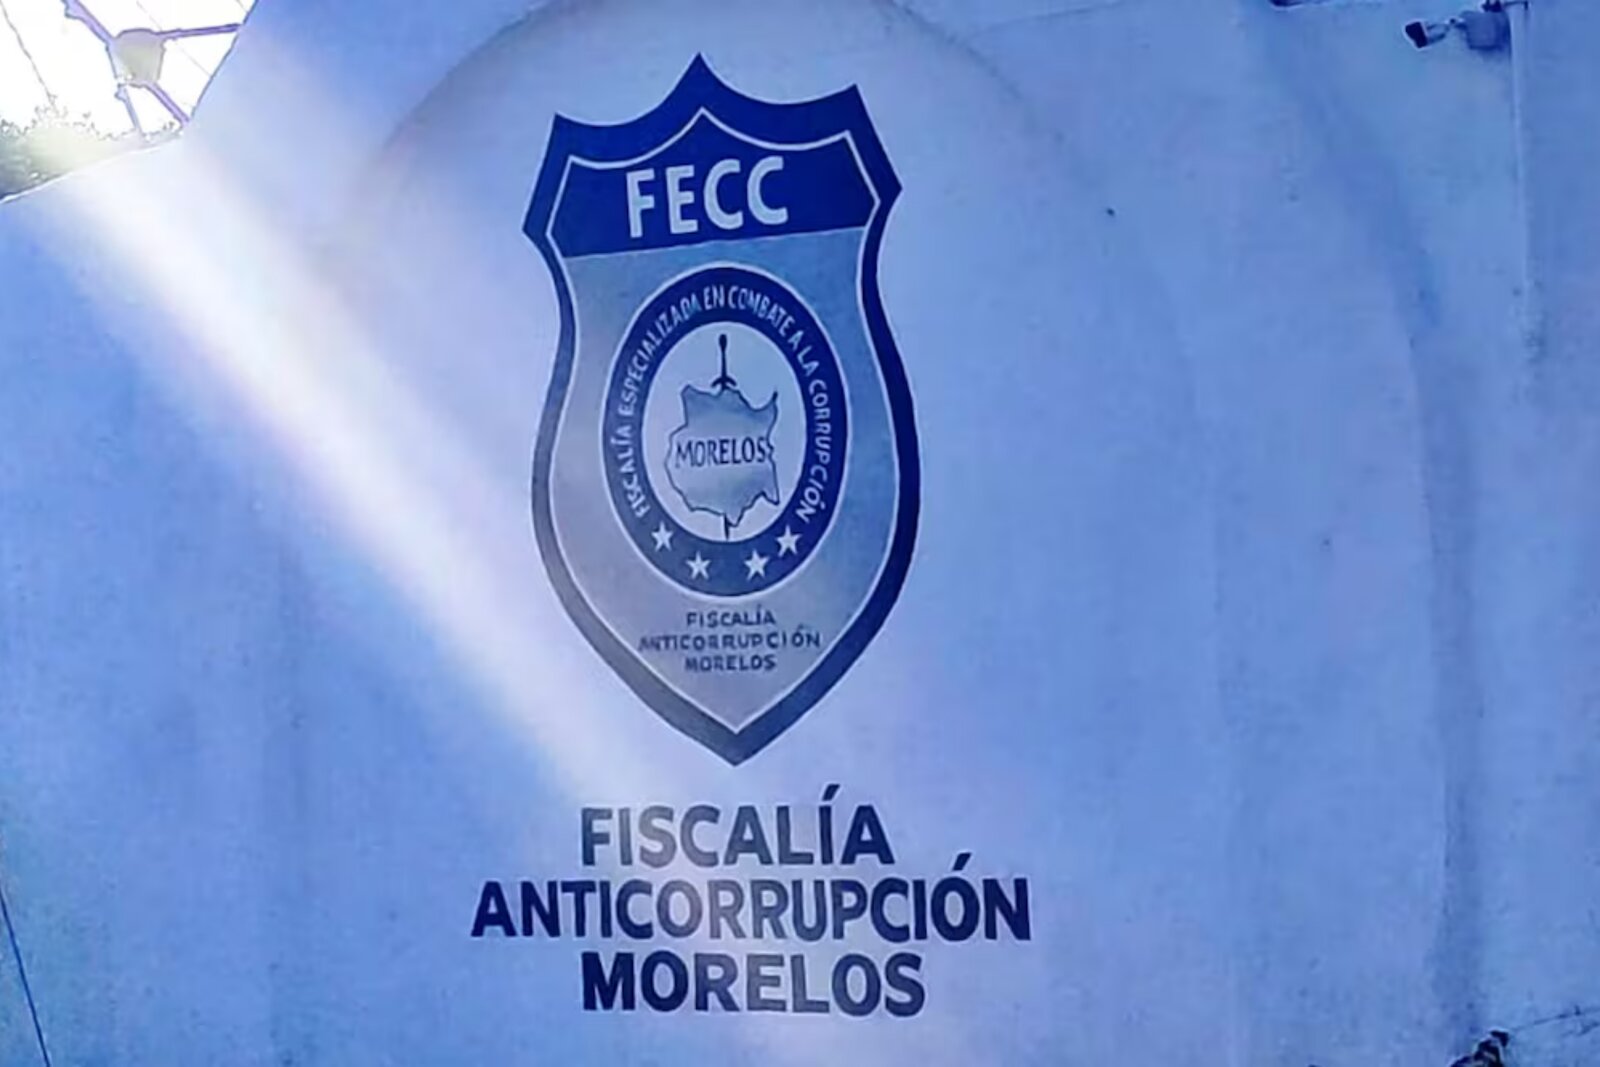 FECC
FISCALÍA ESPECIALIZADA EN COMBATE A LA CORRUPCIÓN
MORELOS
FISCALÍA
ANTICORRUPCIÓN
MORELOS
FISCALÍA
ANTICORRUPCIÓN
MORELOS